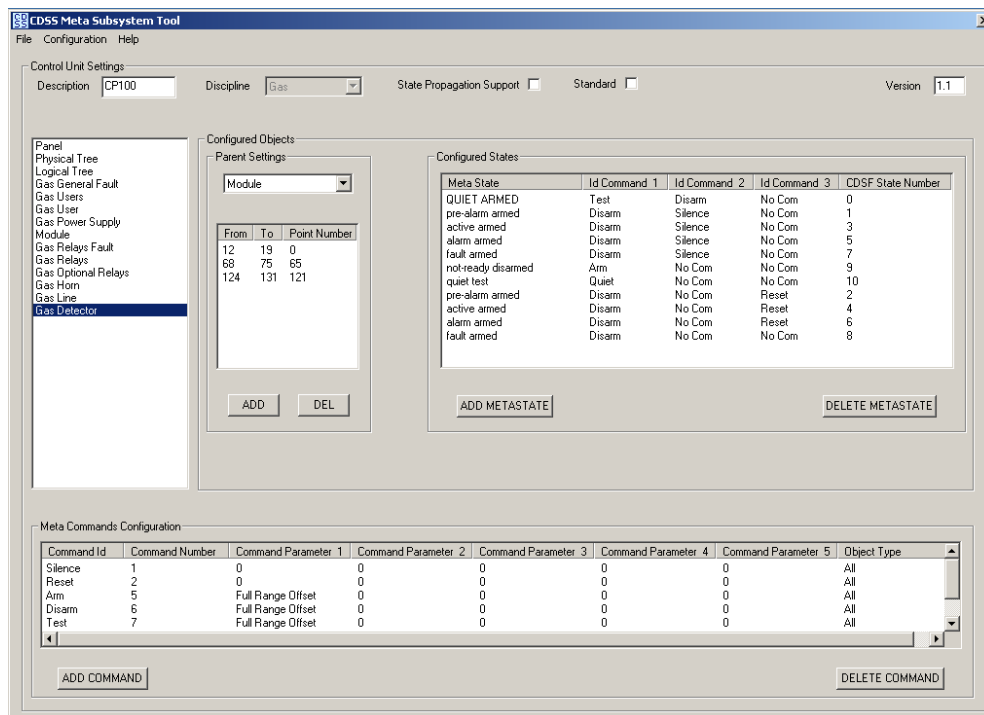 CDSS Meta Subsystem Tool
File Configuration Help
Control Unit Settings
Description CP100 Discipline Gas State Propagation Support Standard Version 1.1
Panel
Physical Tree
Logical Tree
Gas General Fault
Gas Users
Gas User
Gas Power Supply
Module
Gas Relays Fault
Gas Relays
Gas Optional Relays
Gas Horn
Gas Line
Gas Detector
Configured Objects
Parent Settings
Module
From To Point Number
12 19 0
68 75 65
124 131 121
ADD DEL
Configured States
Meta State Id Command 1 Id Command 2 Id Command 3 CDSF State Number
QUIET ARMED Test Disarm No Com 0
pre-alarm armed Disarm Silence No Com 1
active armed Disarm Silence No Com 3
alarm armed Disarm Silence No Com 5
fault armed Disarm Silence No Com 7
not-ready disarmed Arm No Com No Com 9
quiet test Quiet No Com No Com 10
pre-alarm armed Disarm No Com Reset 2
active armed Disarm No Com Reset 4
alarm armed Disarm No Com Reset 6
fault armed Disarm No Com No Com 8
ADD METASTATE DELETE METASTATE
Meta Commands Configuration
Command Id Command Number Command Parameter 1 Command Parameter 2 Command Parameter 3 Command Parameter 4 Command Parameter 5 Object Type
Silence 1 0 0 0 0 0 All
Reset 2 0 0 0 0 0 All
Arm 5 Full Range Offset 0 0 0 0 All
Disarm 6 Full Range Offset 0 0 0 0 All
Test 7 Full Range Offset 0 0 0 0 All
ADD COMMAND DELETE COMMAND